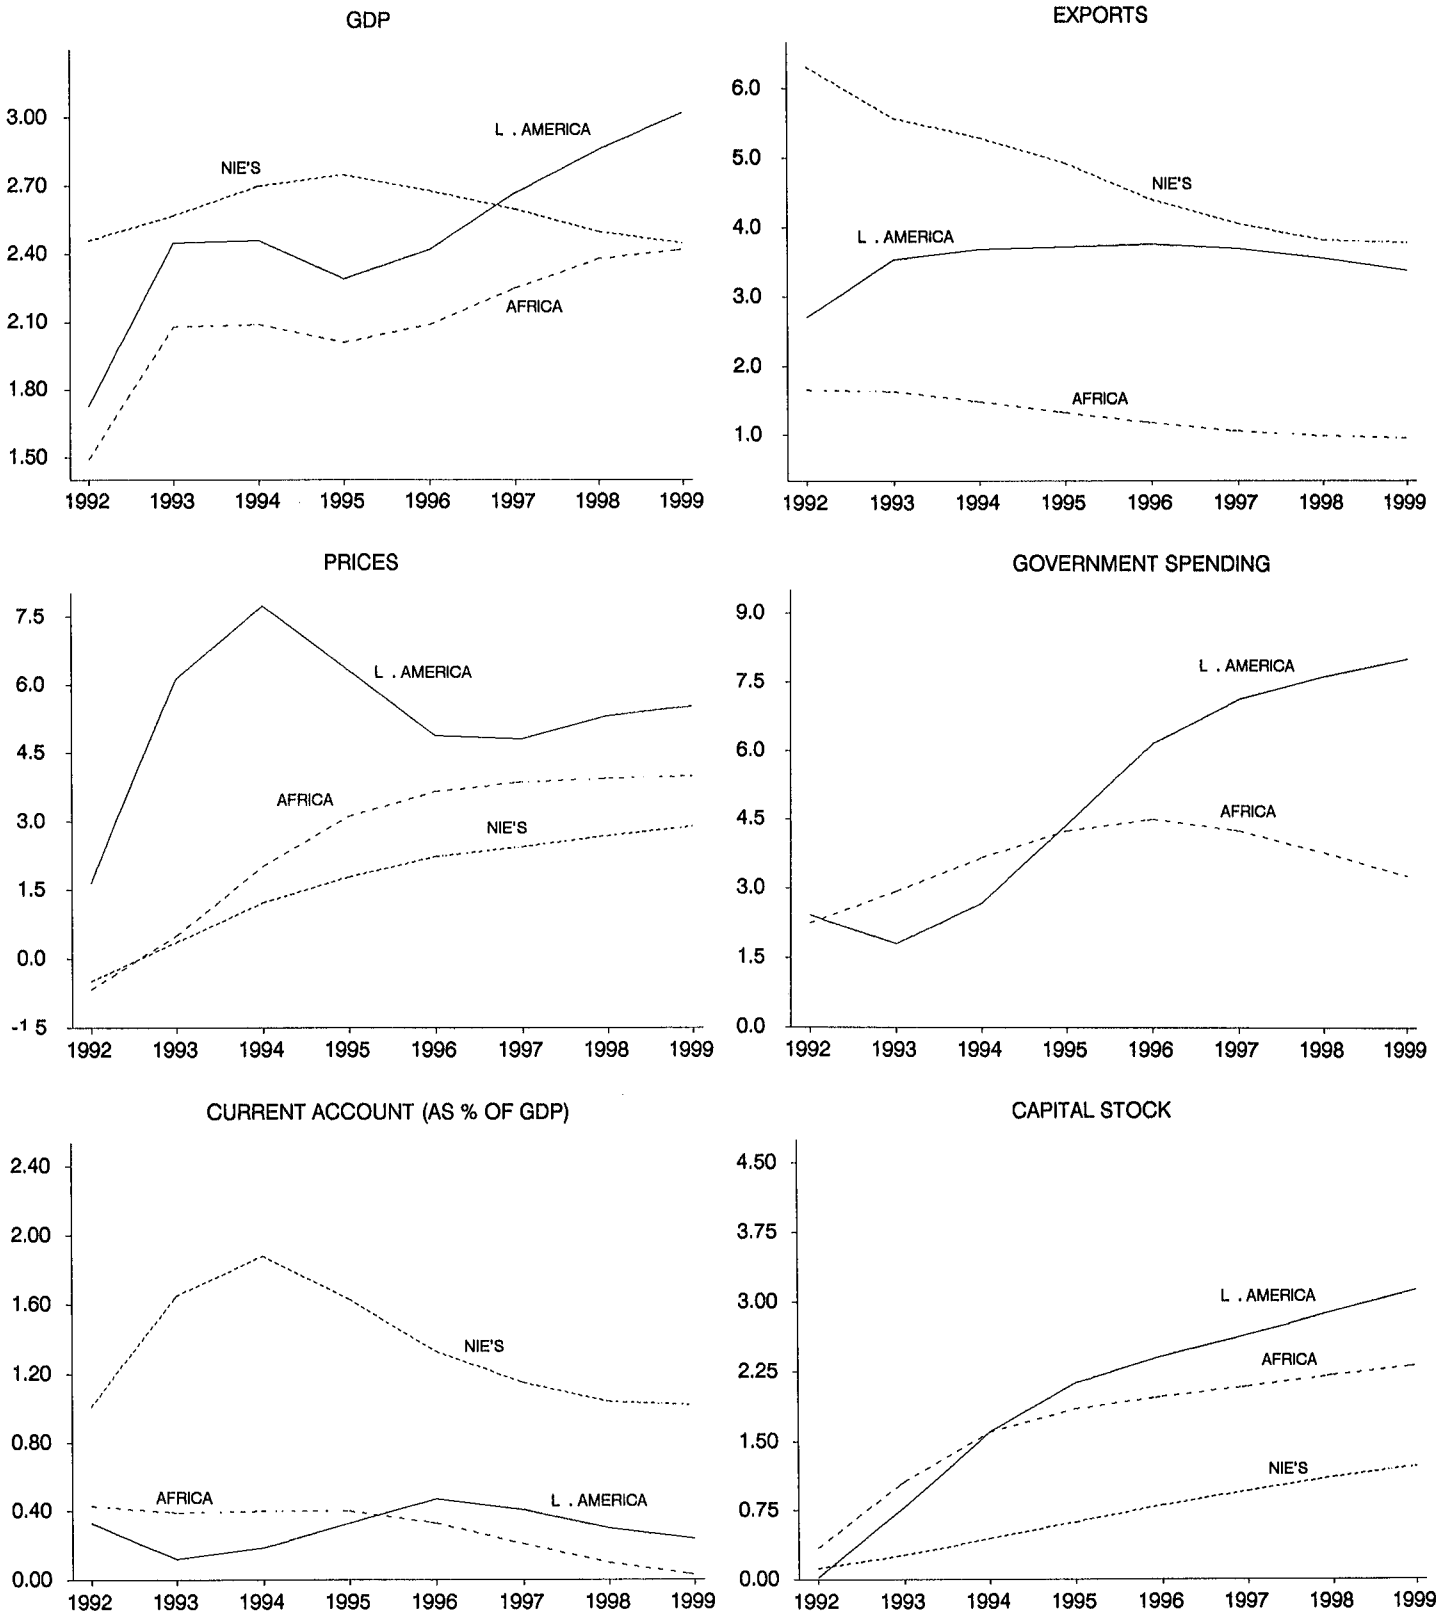 GDP
3.00
2.70
2.40
2.10
1.80
1.50
L . AMERICA
NIE'S
AFRICA
1992 1993 1994 1995 1996 1997 1998 1999
EXPORTS
6.0
5.0
4.0
3.0
2.0
1.0
NIE'S
L . AMERICA
AFRICA
1992 1993 1994 1995 1996 1997 1998 1999
PRICES
7.5
6.0
4.5
3.0
1.5
0.0
-1 5
L . AMERICA
AFRICA
NIE'S
1992 1993 1994 1995 1996 1997 1998 1999
GOVERNMENT SPENDING
9.0
7.5
6.0
4.5
3.0
1.5
0.0
L . AMERICA
AFRICA
1992 1993 1994 1995 1996 1997 1998 1999
CURRENT ACCOUNT (AS % OF GDP)
2.40
2.00
1.60
1.20
0.80
0.40
0.00
NIE'S
AFRICA
L . AMERICA
1992 1993 1994 1995 1996 1997 1998 1999
CAPITAL STOCK
4.50
3.75
3.00
2.25
1.50
0.75
0.00
L . AMERICA
AFRICA
NIE'S
1992 1993 1994 1995 1996 1997 1998 1999